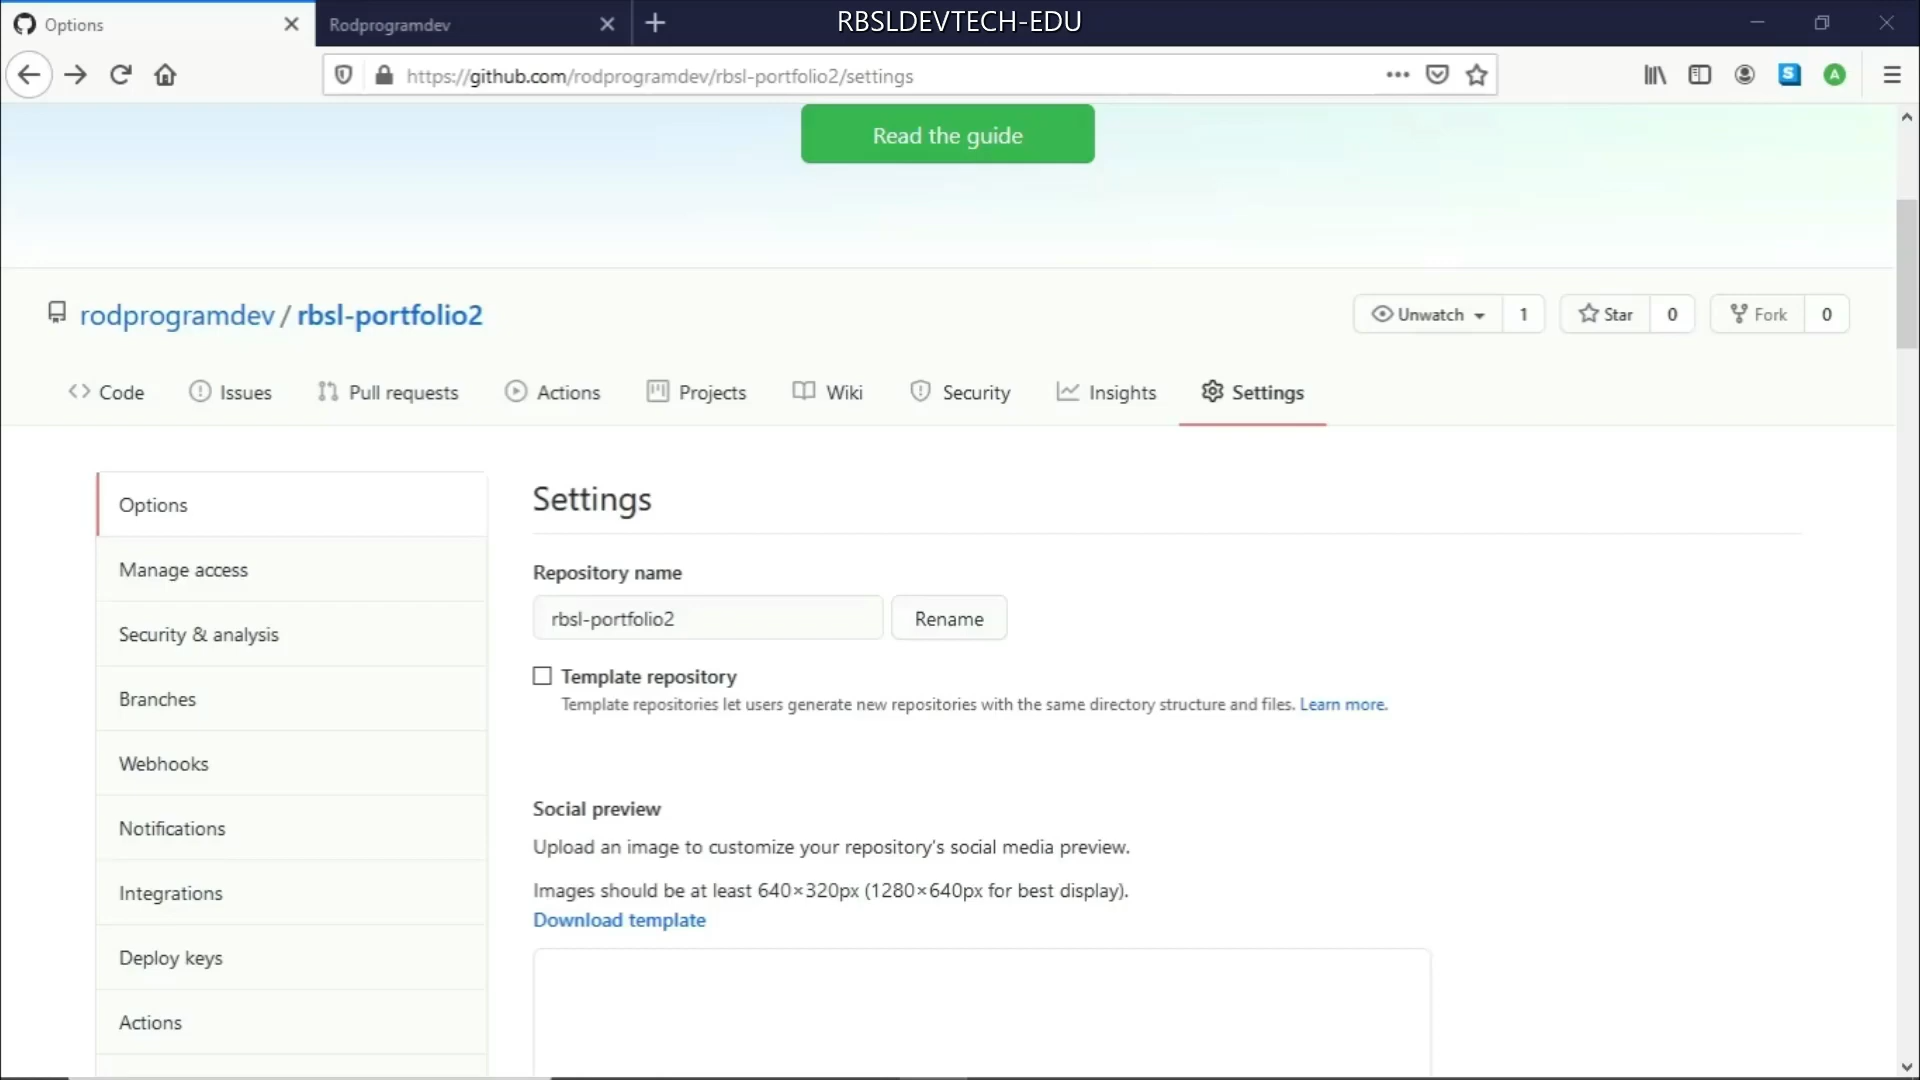 Options
Rodprogramdev
RBSLDEVTECH-EDU
https://github.com/rodprogramdev/rbsl-portfolio2/settings
S
A
Read the guide
rodprogramdev / rbsl-portfolio2
Unwatch 1
Star 0
Fork 0
Code
Issues
Pull requests
Actions
Projects
Wiki
Security
Insights
Settings
Options
Manage access
Security & analysis
Branches
Webhooks
Notifications
Integrations
Deploy keys
Actions
Settings
Repository name
rbsl-portfolio2
Rename
Template repository
Template repositories let users generate new repositories with the same directory structure and files. Learn more.
Social preview
Upload an image to customize your repository's social media preview.
Images should be at least 640×320px (1280×640px for best display).
Download template